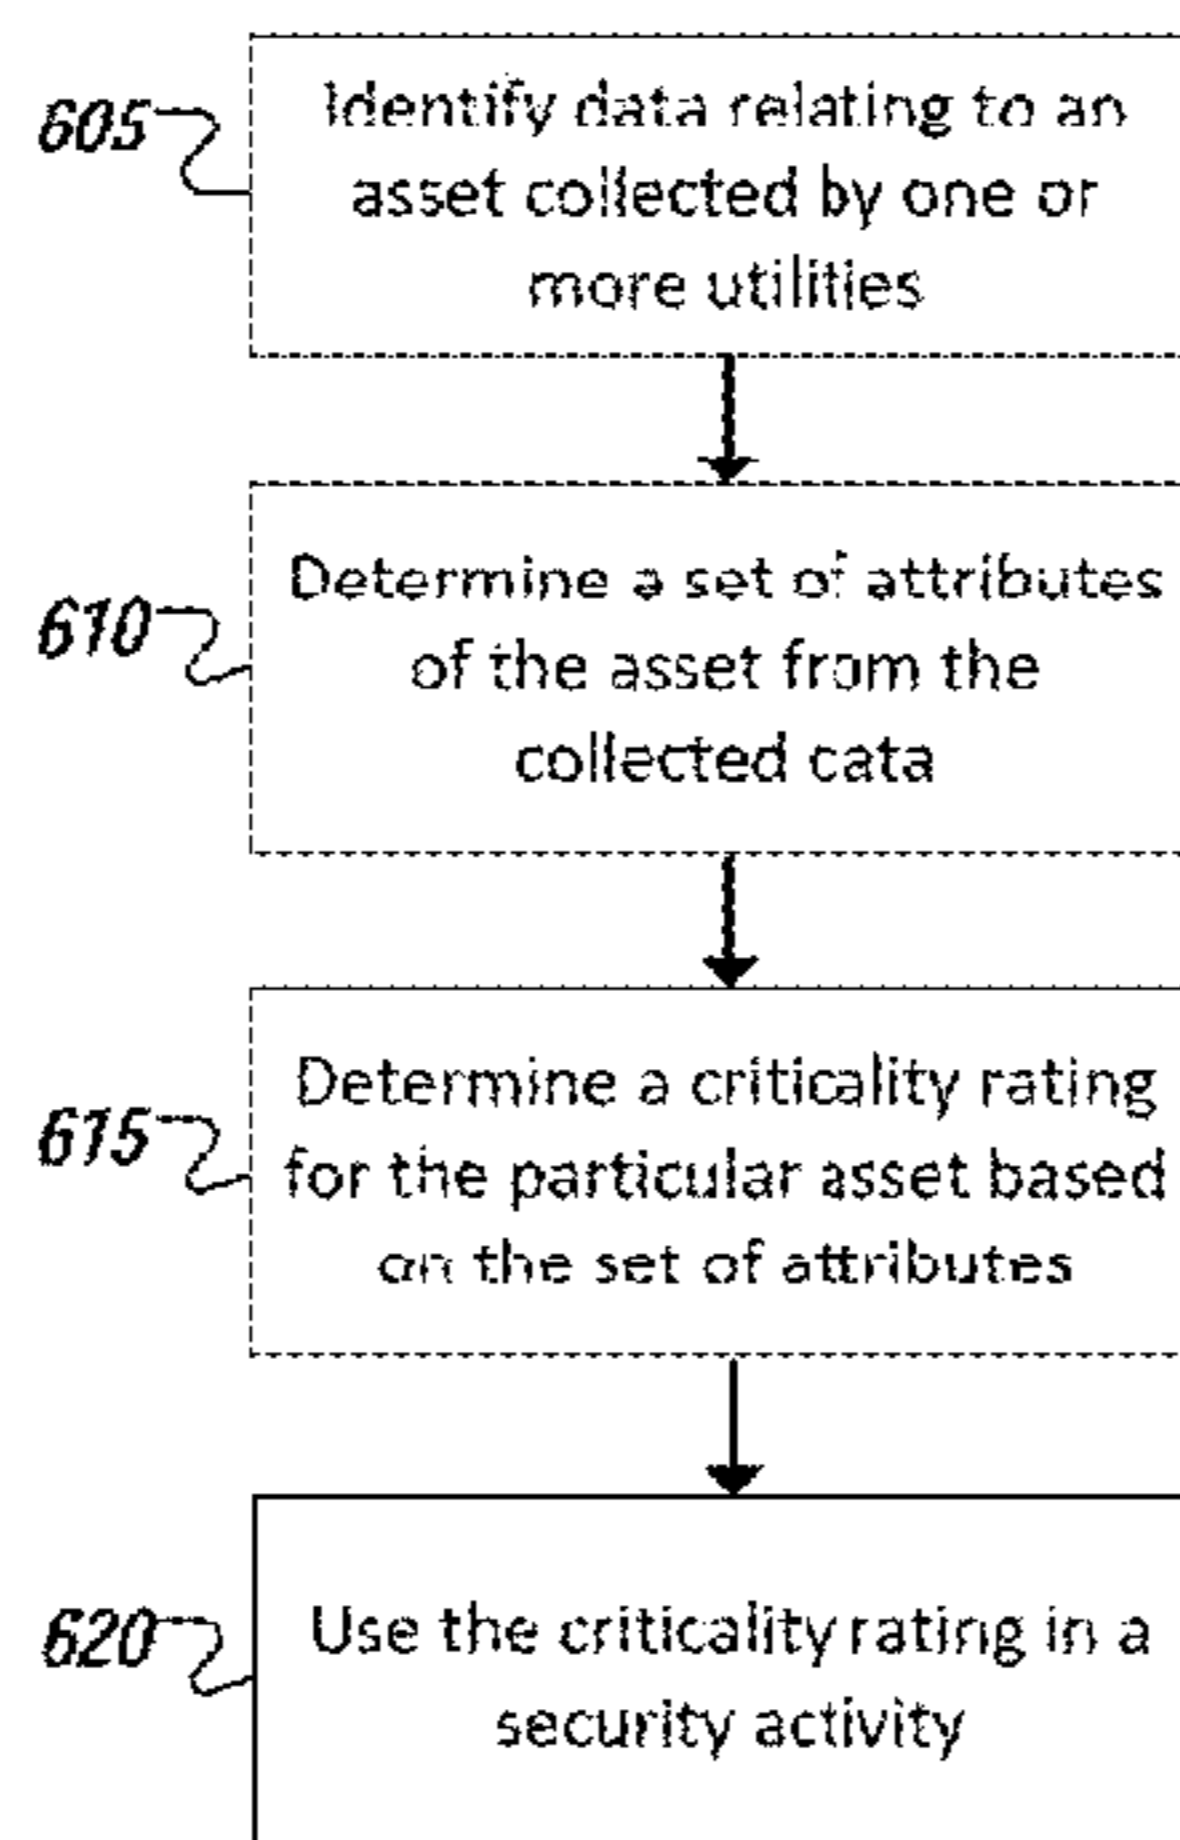 605
Identify data relating to an
asset collected by one or
more utilities
610
Determine a set of attributes
of the asset from the
collected cata
615
Determine a criticality rating
for the particular asset based
on the set of attributes
620
Use the criticality rating in a
security activity